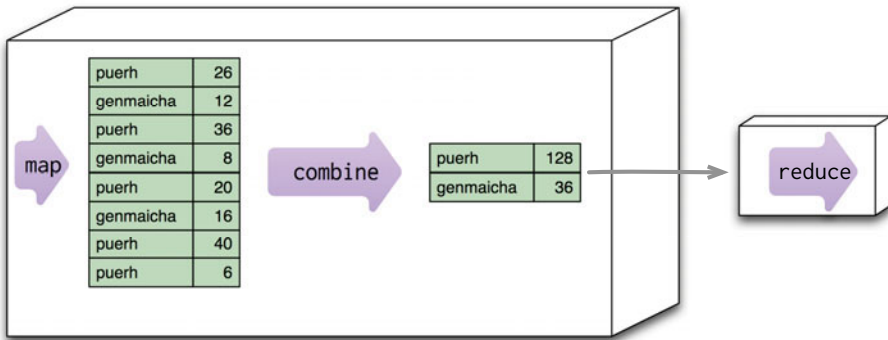 map
puerh 26
genmaicha 12
puerh 36
genmaicha 8
puerh 20
genmaicha 16
puerh 40
puerh 6
combine
puerh 128
genmaicha 36
reduce